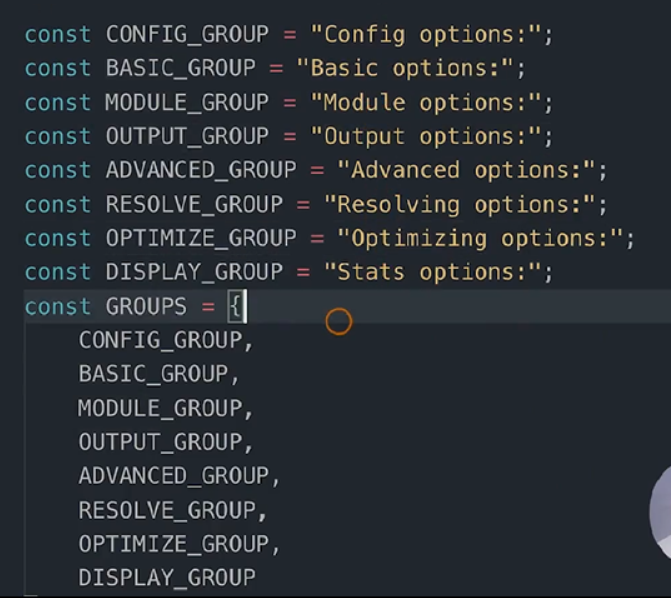 const CONFIG_GROUP = "Config options:";
const BASIC_GROUP = "Basic options:";
const MODULE_GROUP = "Module options:";
const OUTPUT_GROUP = "Output options:";
const ADVANCED_GROUP = "Advanced options:";
const RESOLVE_GROUP = "Resolving options:";
const OPTIMIZE_GROUP = "Optimizing options:";
const DISPLAY_GROUP = "Stats options:";
const GROUPS = {
    CONFIG_GROUP,
    BASIC_GROUP,
    MODULE_GROUP,
    OUTPUT_GROUP,
    ADVANCED_GROUP,
    RESOLVE_GROUP,
    OPTIMIZE_GROUP,
    DISPLAY_GROUP